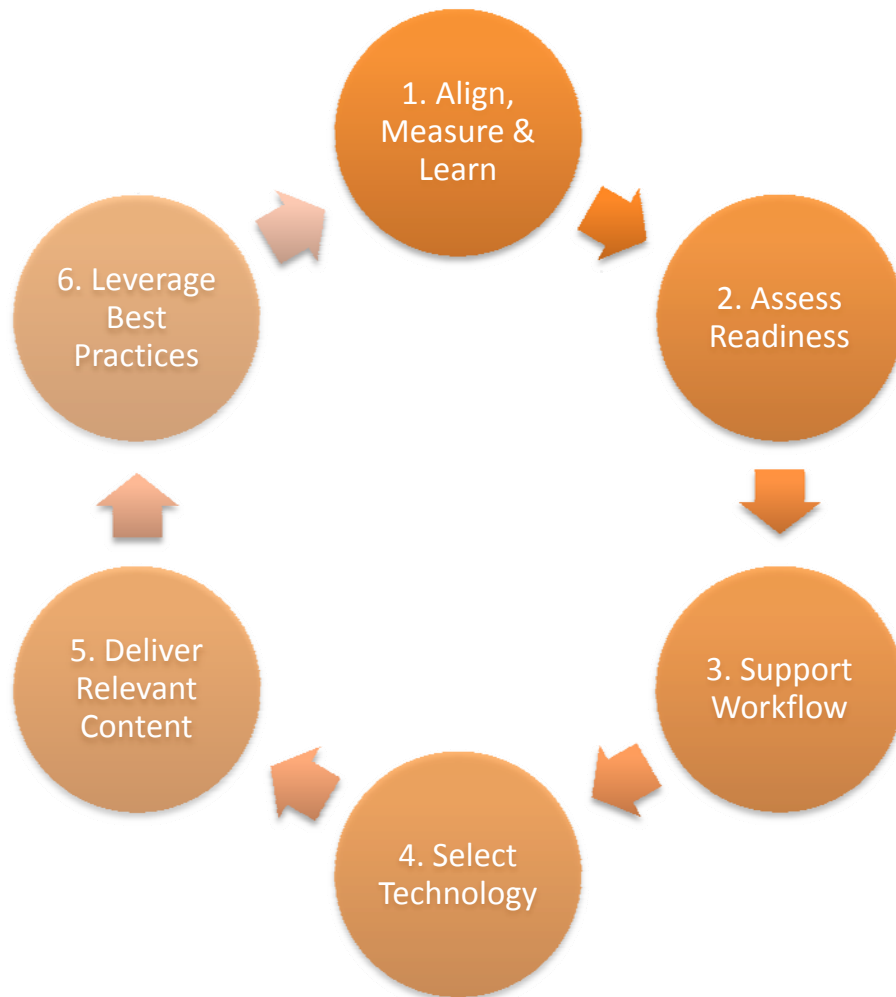 1. Align,
Measure &
Learn
2. Assess
Readiness
3. Support
Workflow
4. Select
Technology
5. Deliver
Relevant
Content
6. Leverage
Best
Practices